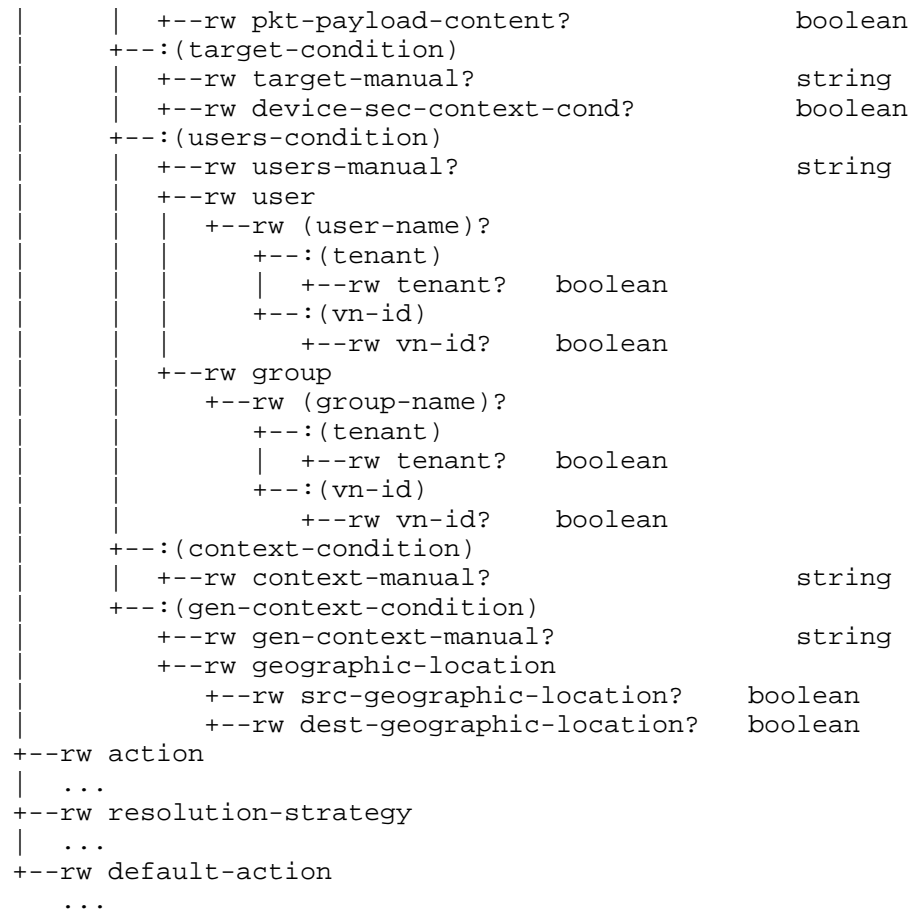 |     |  +--rw pkt-payload-content?               boolean
|     +--:(target-condition)
|     |  +--rw target-manual?                     string
|     |  +--rw device-sec-context-cond?           boolean
|     +--:(users-condition)
|     |  +--rw users-manual?                      string
|     |  +--rw user
|     |  |  +--rw (user-name)?
|     |  |     +--:(tenant)
|     |  |     |  +--rw tenant?   boolean
|     |  |     +--:(vn-id)
|     |  |        +--rw vn-id?    boolean
|     |  +--rw group
|     |     +--rw (group-name)?
|     |        +--:(tenant)
|     |        |  +--rw tenant?   boolean
|     |        +--:(vn-id)
|     |           +--rw vn-id?    boolean
|     +--:(context-condition)
|     |  +--rw context-manual?                    string
|     +--:(gen-context-condition)
|        +--rw gen-context-manual?                string
|        +--rw geographic-location
|           +--rw src-geographic-location?    boolean
|           +--rw dest-geographic-location?   boolean
+--rw action
|  ...
+--rw resolution-strategy
|  ...
+--rw default-action
   ...